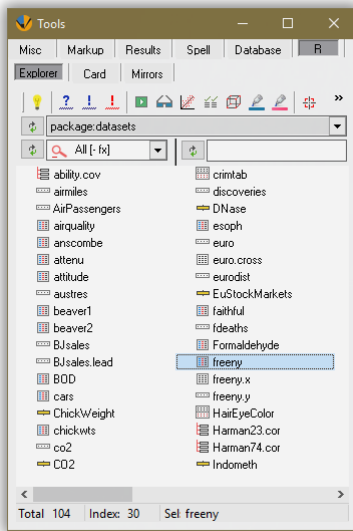 Tools
Misc Markup Results Spell Database R
Explorer Card Mirrors
? ! ! »
package:datasets
All [- fx]
ability.cov
airmiles
AirPassengers
airquality
anscombe
attenu
attitude
austres
beaver1
beaver2
BJsales
BJsales.lead
BOD
cars
ChickWeight
chickwts
co2
CO2
crimtab
discoveries
DNase
esoph
euro
euro.cross
eurodist
EuStockMarkets
faithful
fdeaths
Formaldehyde
freeny
freeny.x
freeny.y
HairEyeColor
Harman23.cor
Harman74.cor
Indometh
Total 104 Index: 30 Sel: freeny